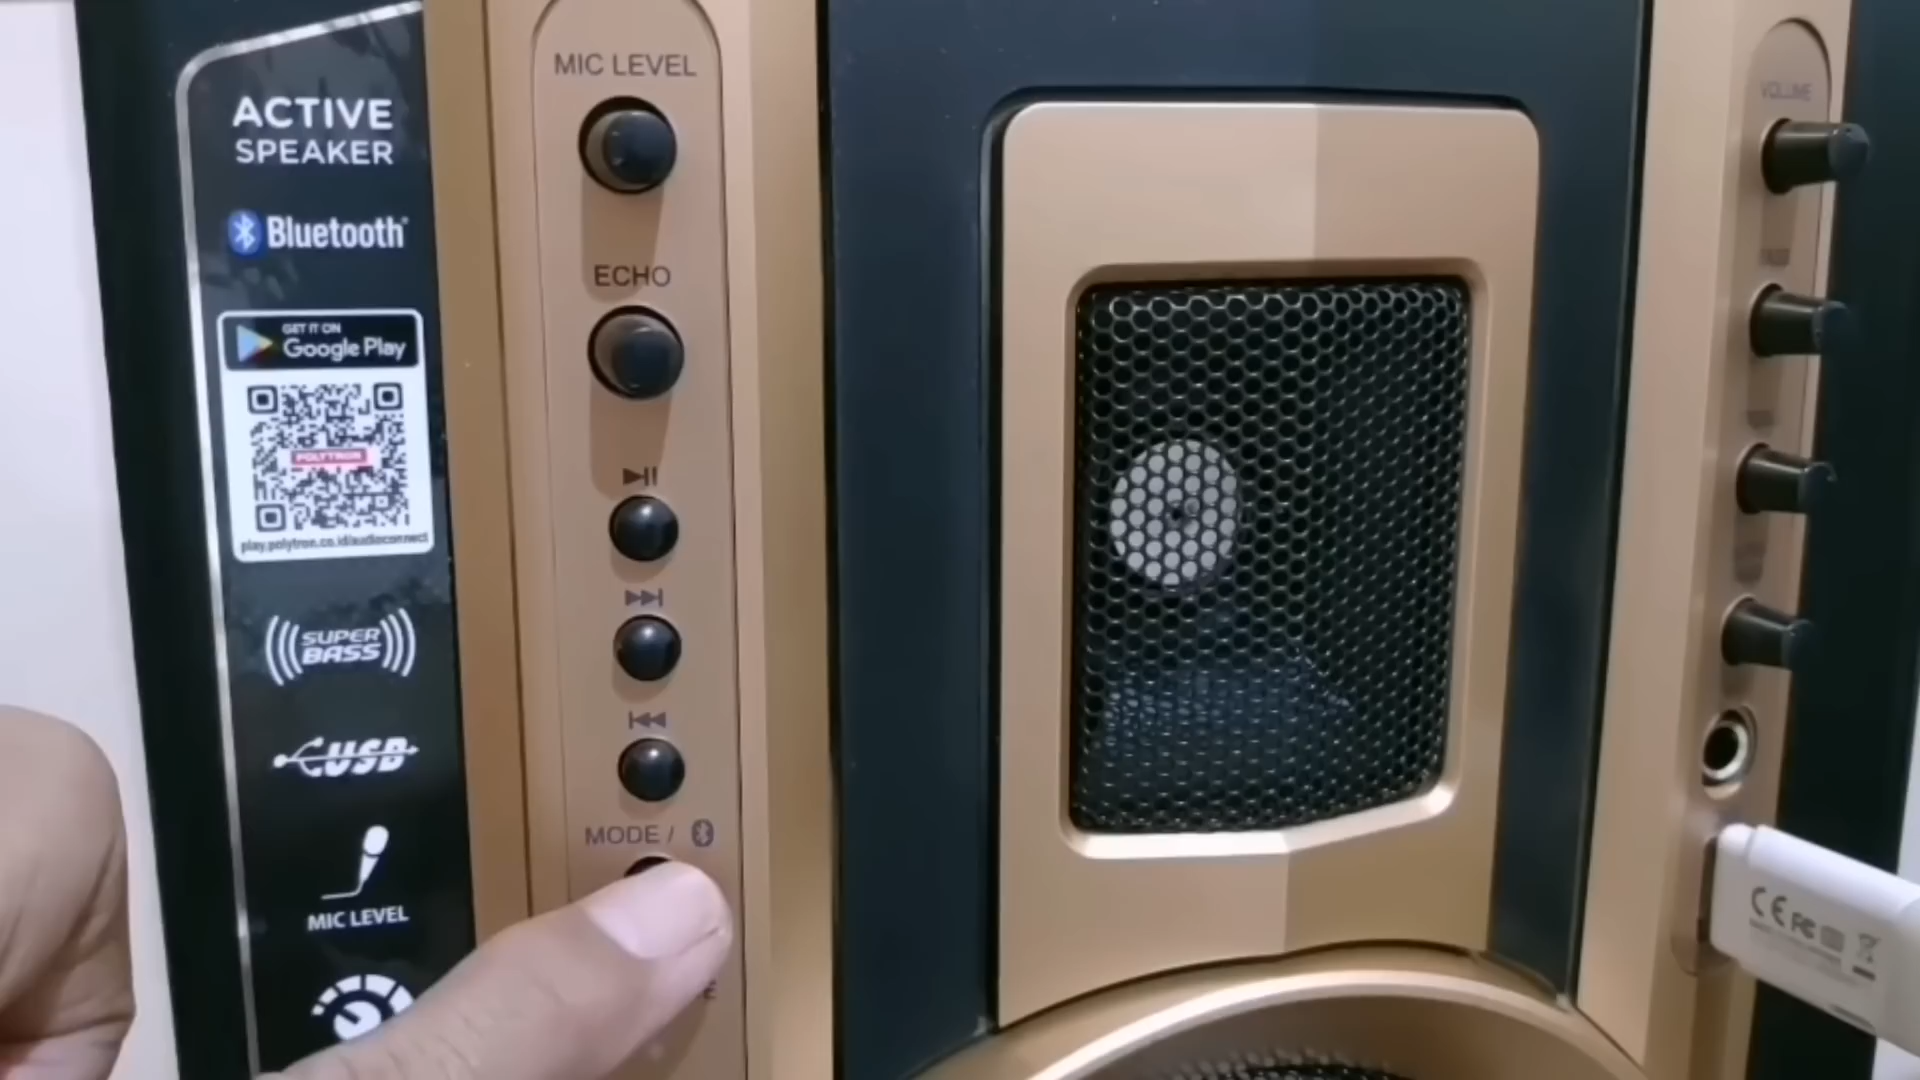 ACTIVE
SPEAKER
Bluetooth
GET IT ON
Google Play
POLYTRON
play.polytron.co.id/audioconnect
SUPER
BASS
USB
MIC LEVEL
MIC LEVEL
ECHO
MODE /
VOLUME
CE FC